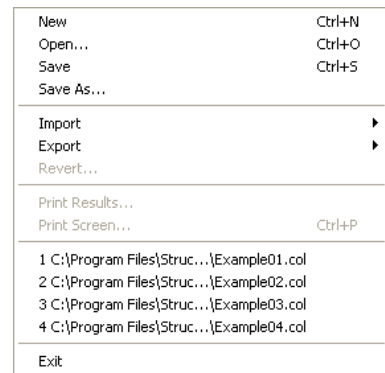 New Ctrl+N
Open... Ctrl+O
Save Ctrl+S
Save As...
Import
Export
Revert...
Print Results...
Print Screen... Ctrl+P
1 C:\Program Files\Struc...\Example01.col
2 C:\Program Files\Struc...\Example02.col
3 C:\Program Files\Struc...\Example03.col
4 C:\Program Files\Struc...\Example04.col
Exit